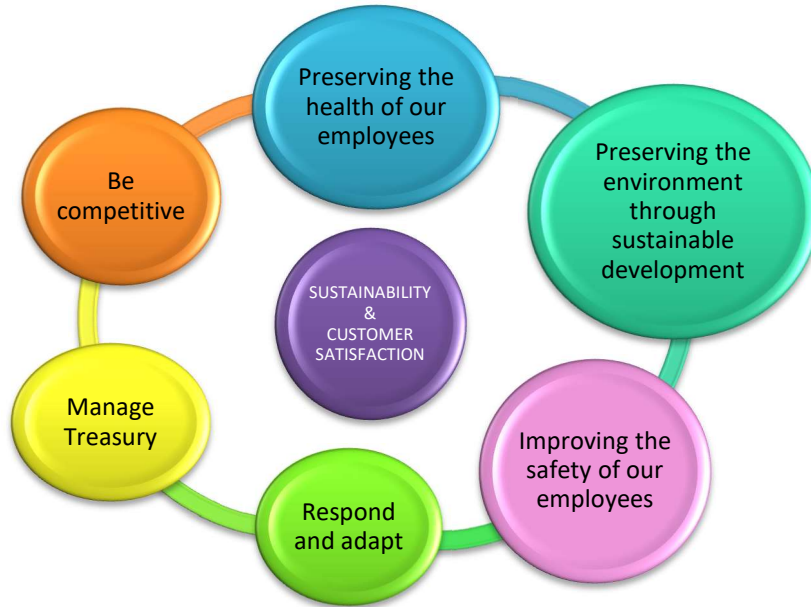 Preserving the
health of our
employees
Preserving the
environment
through
sustainable
development
Improving the
safety of our
employees
Respond
and adapt
Manage
Treasury
Be
competitive
SUSTAINABILITY
&
CUSTOMER
SATISFACTION